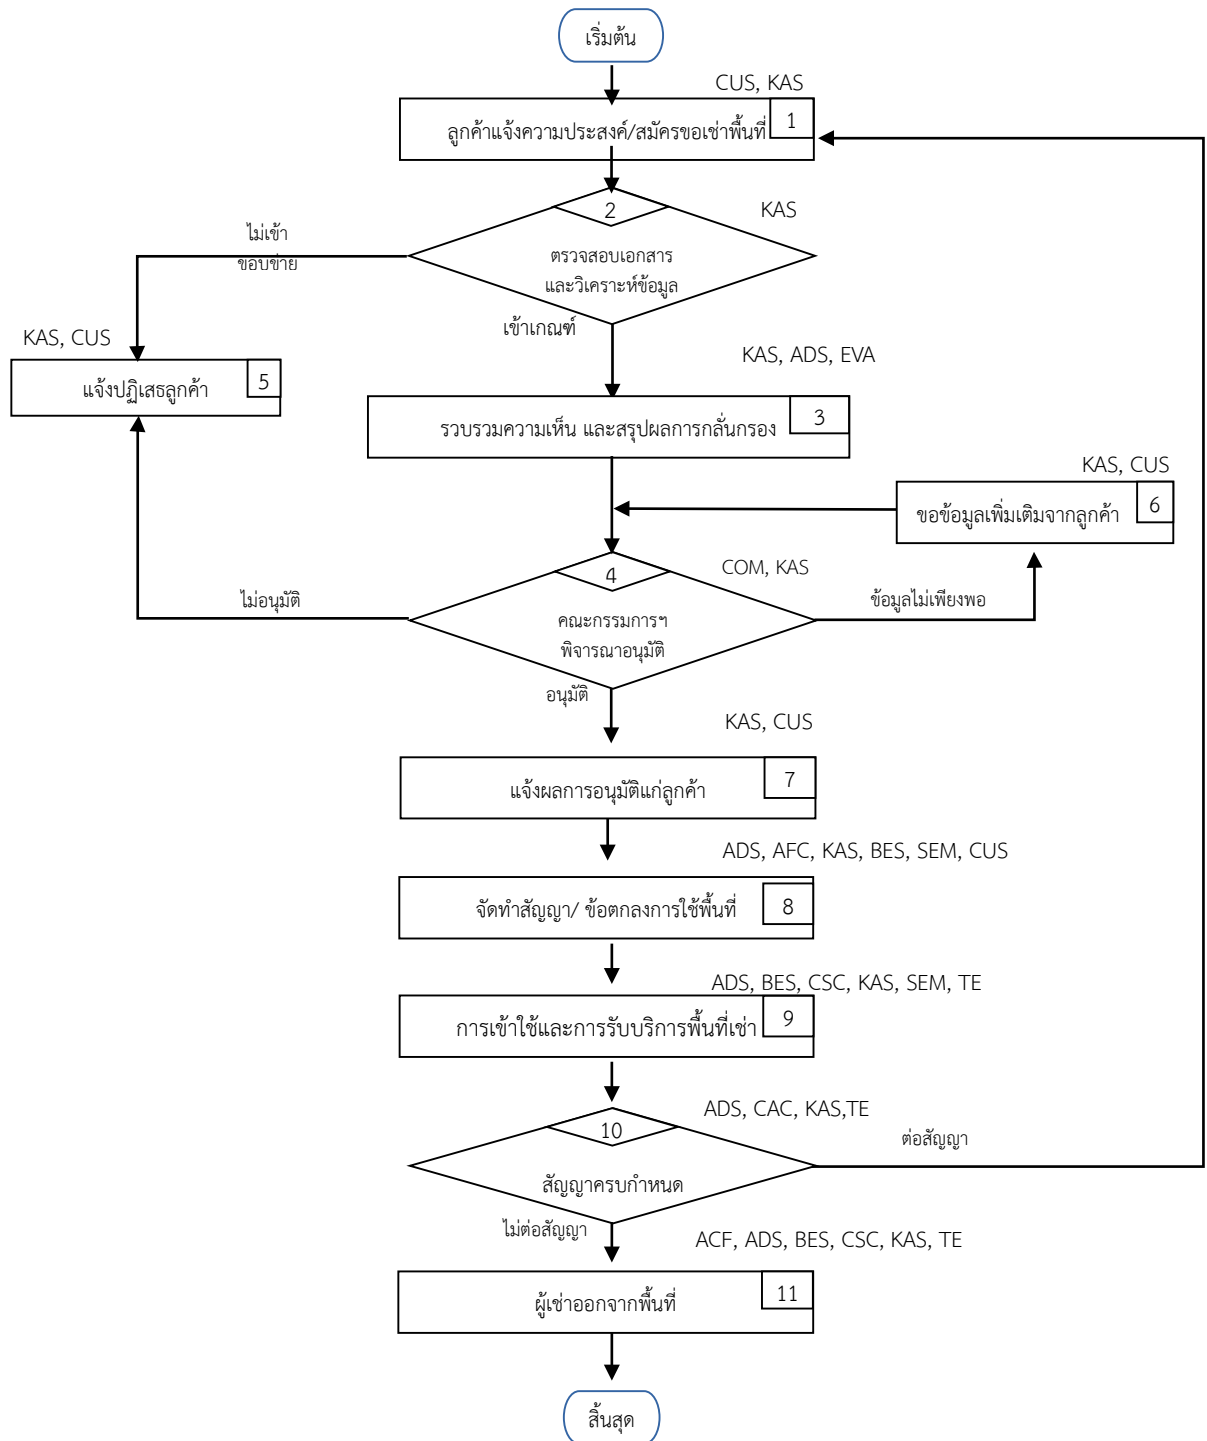 เริ่มต้น
CUS, KAS
1
ลูกค้าแจ้งความประสงค์/สมัครขอเช่าพื้นที่
2
KAS
ไม่เข้า
ขอบข่าย
ตรวจสอบเอกสาร
และวิเคราะห์ข้อมูล
เข้าเกณฑ์
KAS, CUS
5
แจ้งปฏิเสธลูกค้า
KAS, ADS, EVA
3
รวบรวมความเห็น และสรุปผลการกลั่นกรอง
KAS, CUS
6
ขอข้อมูลเพิ่มเติมจากลูกค้า
4
COM, KAS
ไม่อนุมัติ
ข้อมูลไม่เพียงพอ
คณะกรรมการฯ
พิจารณาอนุมัติ
อนุมัติ
KAS, CUS
7
แจ้งผลการอนุมัติแก่ลูกค้า
ADS, AFC, KAS, BES, SEM, CUS
8
จัดทำสัญญา/ ข้อตกลงการใช้พื้นที่
ADS, BES, CSC, KAS, SEM, TE
9
การเข้าใช้และการรับบริการพื้นที่เช่า
ADS, CAC, KAS,TE
10
ต่อสัญญา
สัญญาครบกำหนด
ไม่ต่อสัญญา
ACF, ADS, BES, CSC, KAS, TE
11
ผู้เช่าออกจากพื้นที่
สิ้นสุด